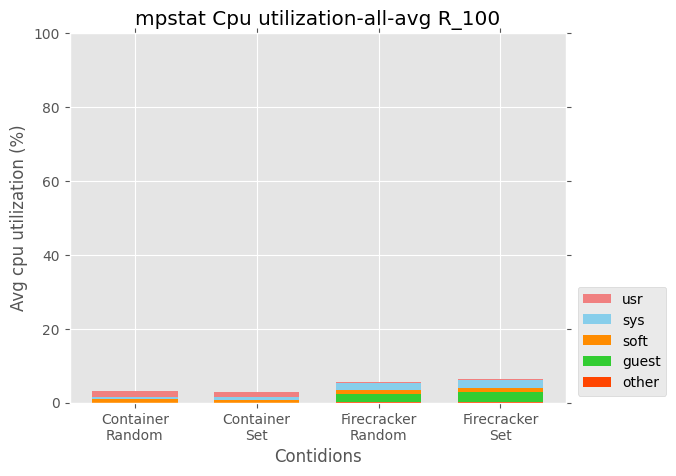 mpstat Cpu utilization-all-avg R_100
100
80
60
40
20
0
Avg cpu utilization (%)
Container
Random
Container
Set
Firecracker
Random
Firecracker
Set
Contidions
usr
sys
soft
guest
other